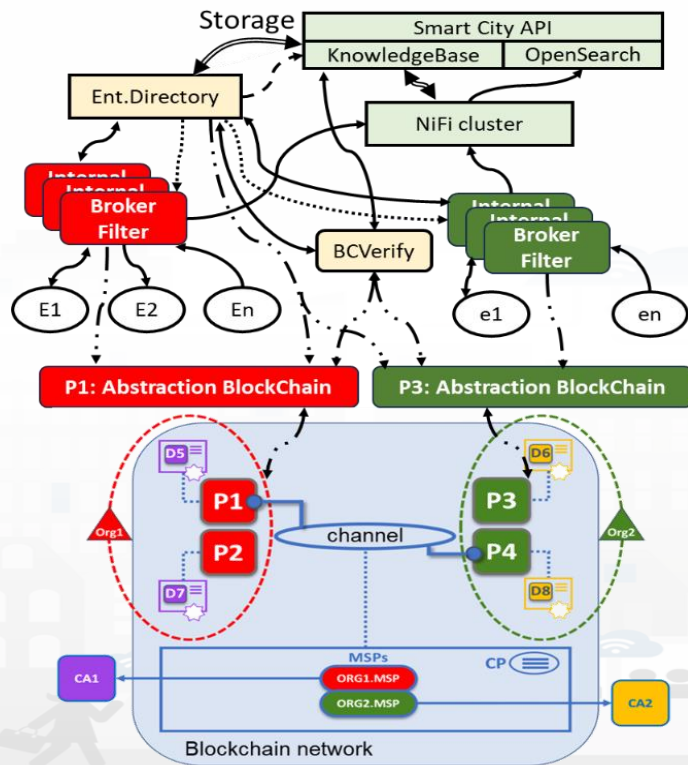 Storage
Smart City API
KnowledgeBase
OpenSearch
Ent.Directory
NiFi cluster
Internal
Internal
Broker
Filter
Internal
Internal
Broker
Filter
BCVerify
E1
E2
En
e1
en
P1: Abstraction BlockChain
P3: Abstraction BlockChain
D5
D6
P1
P3
Org1
Org2
channel
P2
P4
D7
D8
MSPs
CP
CA1
ORG1.MSP
ORG2.MSP
CA2
Blockchain network